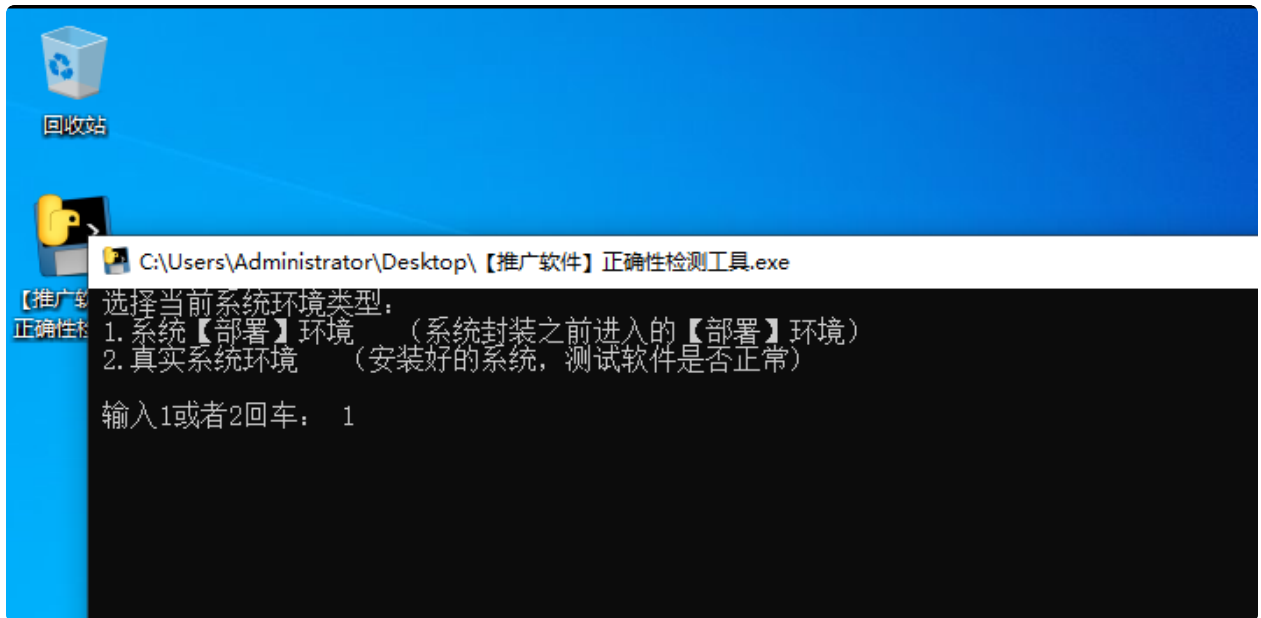 回收站
【推广软
正确性检
C:\Users\Administrator\Desktop\【推广软件】正确性检测工具.exe
选择当前系统环境类型:
1.系统【部署】环境 （系统封装之前进入的【部署】环境）
2.真实系统环境 （安装好的系统，测试软件是否正常）
输入1或者2回车： 1